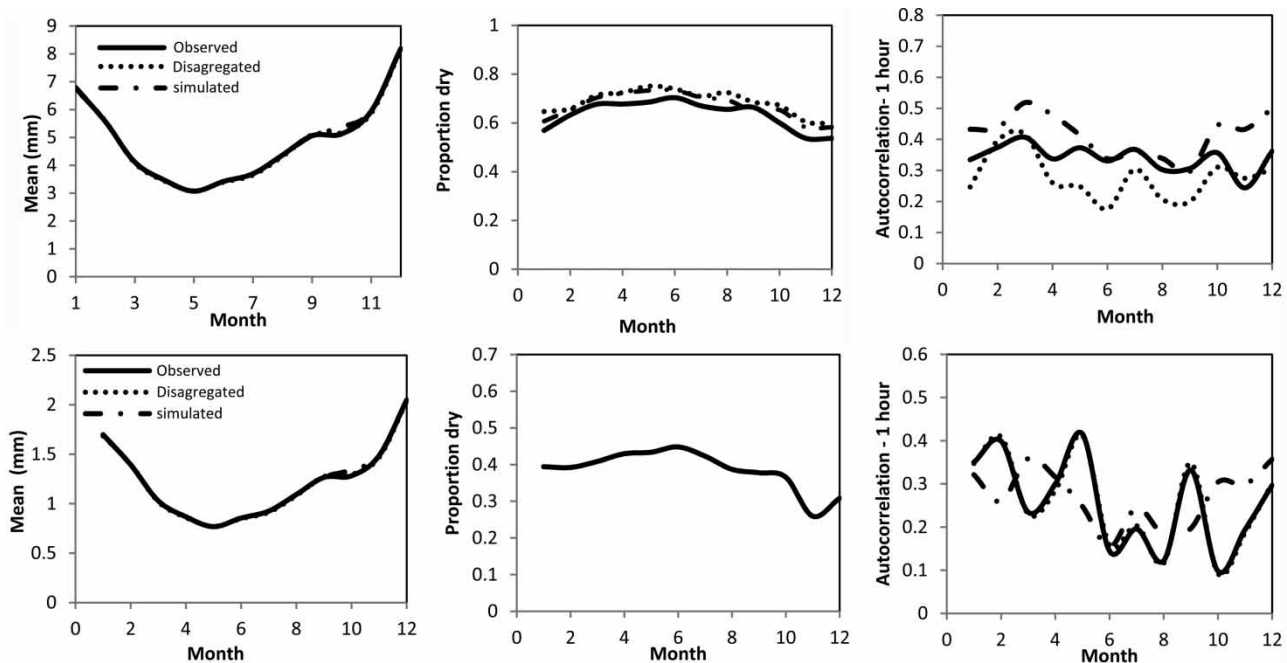 Mean (mm)
9
8
7
6
5
4
3
2
1
0
Observed
Disagregated
simulated
1 3 5 7 9 11
Month
Proportion dry
1
0.8
0.6
0.4
0.2
0
0 2 4 6 8 10 12
Month
Autocorrelation- 1 hour
0.8
0.7
0.6
0.5
0.4
0.3
0.2
0.1
0
0 2 4 6 8 10 12
Month
Mean (mm)
2.5
2
1.5
1
0.5
0
Observed
Disagregated
simulated
0 2 4 6 8 10 12
Month
Proportion dry
0.7
0.6
0.5
0.4
0.3
0.2
0.1
0
0 2 4 6 8 10 12
Month
Autocorrelation - 1 hour
0.6
0.5
0.4
0.3
0.2
0.1
0
0 2 4 6 8 10 12
Month